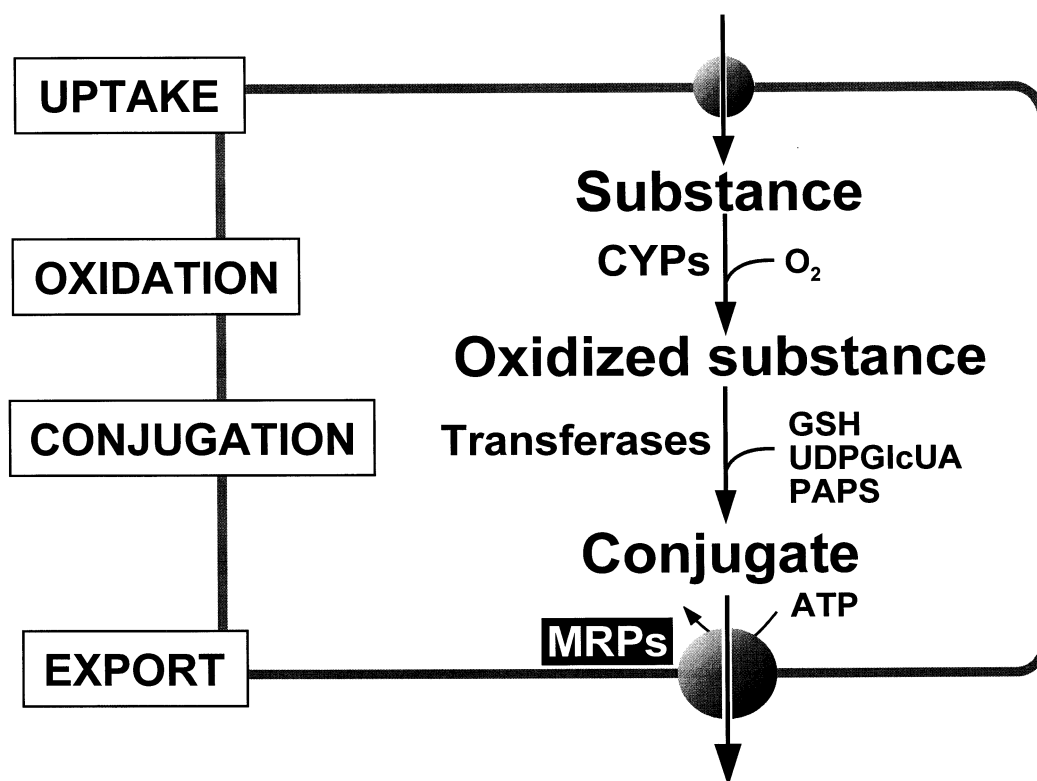 UPTAKE
Substance
CYPs
O₂
OXIDATION
Oxidized substance
CONJUGATION
Transferases
GSH
UDPGlcUA
PAPS
Conjugate
ATP
MRPs
EXPORT